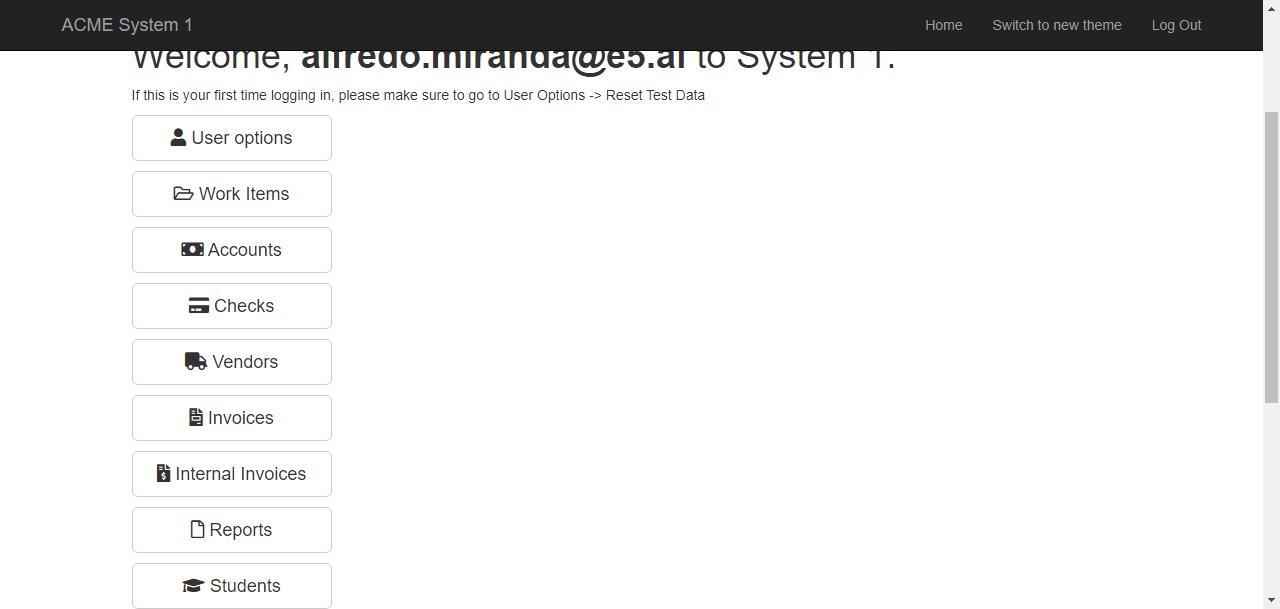 ACME System 1
Home
Switch to new theme
Log Out
Welcome, alfredo.miranda@e5.ai to System 1.
If this is your first time logging in, please make sure to go to User Options -> Reset Test Data
User options
Work Items
Accounts
Checks
Vendors
Invoices
Internal Invoices
Reports
Students